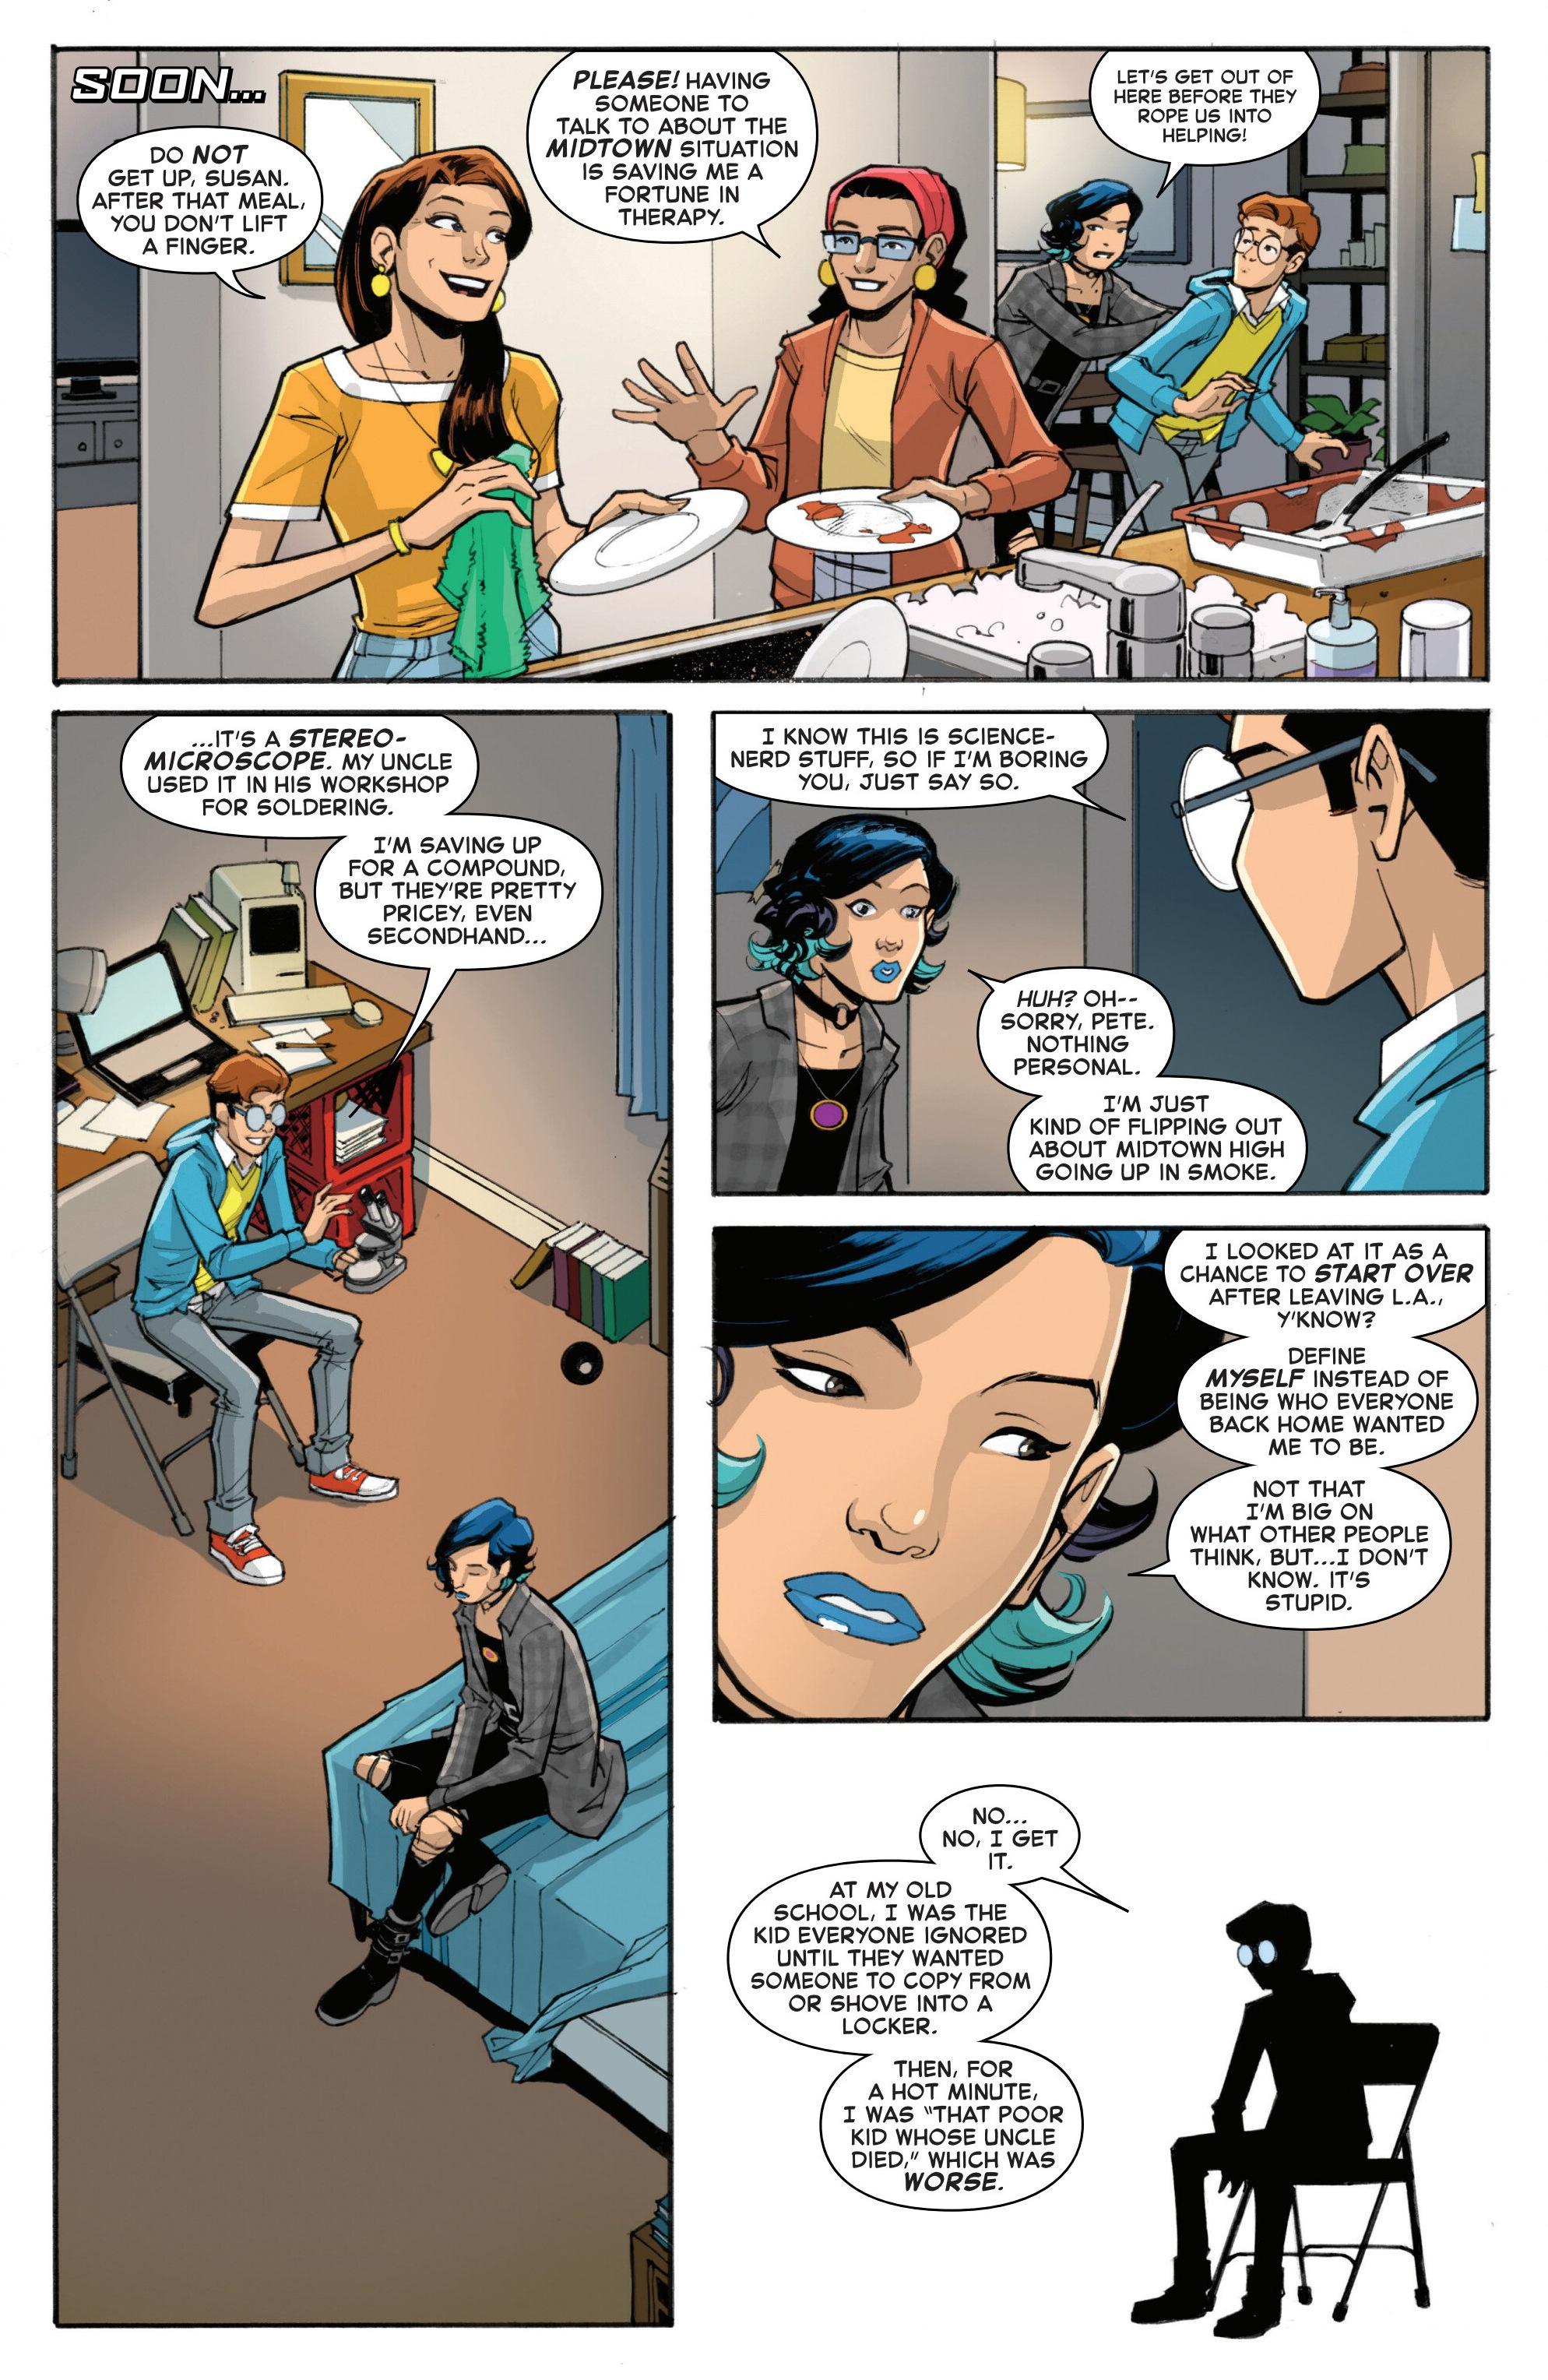 SOON...
DO NOT
GET UP, SUSAN.
AFTER THAT MEAL,
YOU DON'T LIFT
A FINGER.
PLEASE! HAVING
SOMEONE TO
TALK TO ABOUT THE
MIDTOWN SITUATION
IS SAVING ME A
FORTUNE IN
THERAPY.
LET'S GET OUT OF
HERE BEFORE THEY
ROPE US INTO
HELPING!
...IT'S A STEREO-
MICROSCOPE. MY UNCLE
USED IT IN HIS WORKSHOP
FOR SOLDERING.
I'M SAVING UP
FOR A COMPOUND,
BUT THEY'RE PRETTY
PRICEY, EVEN
SECONDHAND...
I KNOW THIS IS SCIENCE-
NERD STUFF, SO IF I'M BORING
YOU, JUST SAY SO.
HUH? OH--
SORRY, PETE.
NOTHING
PERSONAL.
I'M JUST
KIND OF FLIPPING OUT
ABOUT MIDTOWN HIGH
GOING UP IN SMOKE.
I LOOKED AT IT AS A
CHANCE TO START OVER
AFTER LEAVING L.A.,
Y'KNOW?
DEFINE
MYSELF INSTEAD OF
BEING WHO EVERYONE
BACK HOME WANTED
ME TO BE.
NOT THAT
I'M BIG ON
WHAT OTHER PEOPLE
THINK, BUT...I DON'T
KNOW. IT'S
STUPID.
NO...
NO, I GET
IT.
AT MY OLD
SCHOOL, I WAS THE
KID EVERYONE IGNORED
UNTIL THEY WANTED
SOMEONE TO COPY FROM
OR SHOVE INTO A
LOCKER.
THEN, FOR
A HOT MINUTE,
I WAS "THAT POOR
KID WHOSE UNCLE
DIED," WHICH WAS
WORSE.